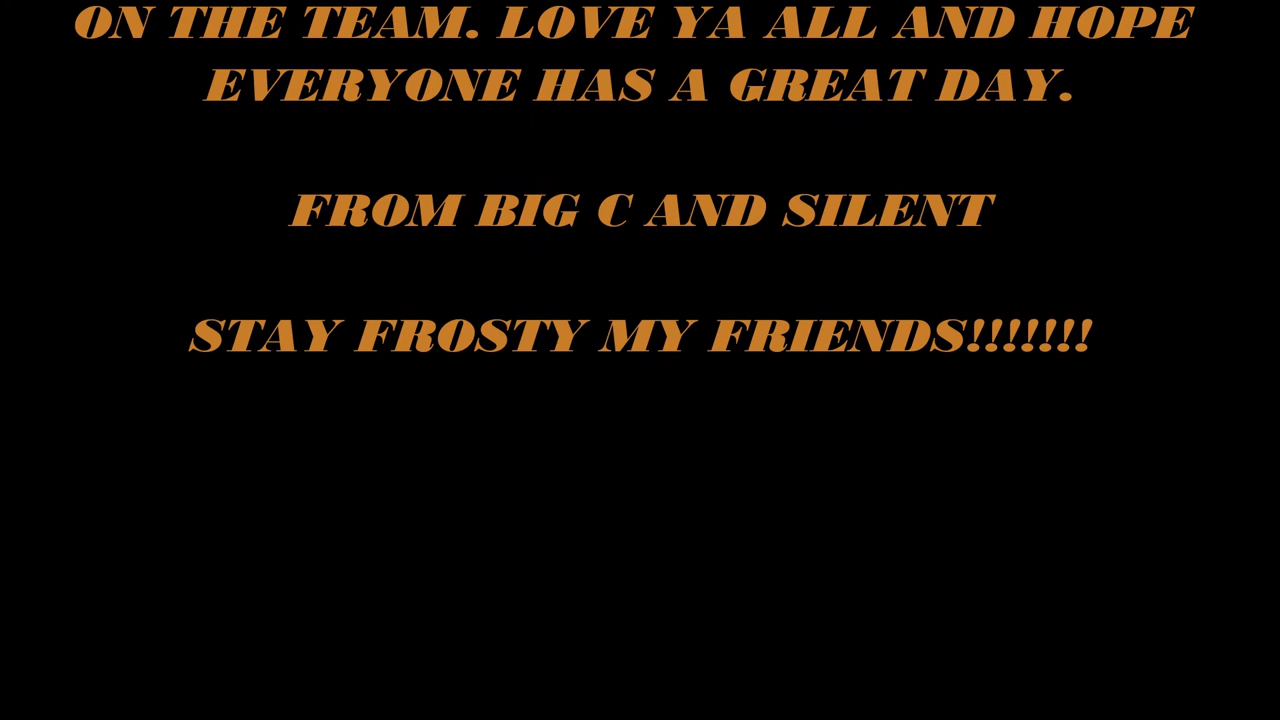 ON THE TEAM. LOVE YA ALL AND HOPE
EVERYONE HAS A GREAT DAY.
FROM BIG C AND SILENT
STAY FROSTY MY FRIENDS!!!!!!!